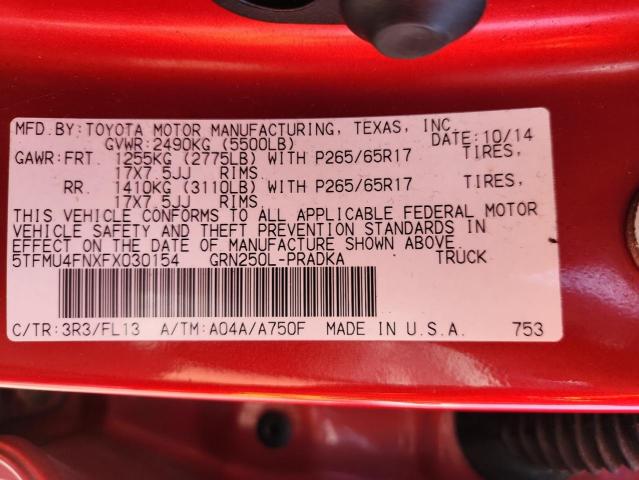 MFD.BY:TOYOTA MOTOR MANUFACTURING, TEXAS, INC.
GVWR:2490KG (5500LB) DATE:10/14
GAWR:FRT. 1255KG (2775LB) WITH P265/65R17 TIRES,
17X7.5JJ RIMS
RR. 1410KG (3110LB) WITH P265/65R17 TIRES,
17X7.5JJ RIMS
THIS VEHICLE CONFORMS TO ALL APPLICABLE FEDERAL MOTOR
VEHICLE SAFETY AND THEFT PREVENTION STANDARDS IN
EFFECT ON THE DATE OF MANUFACTURE SHOWN ABOVE.
5TFMU4FNXFX030154 GRN250L-PRADKA TRUCK
C/TR:3R3/FL13 A/TM:A04A/A750F MADE IN U.S.A. 753